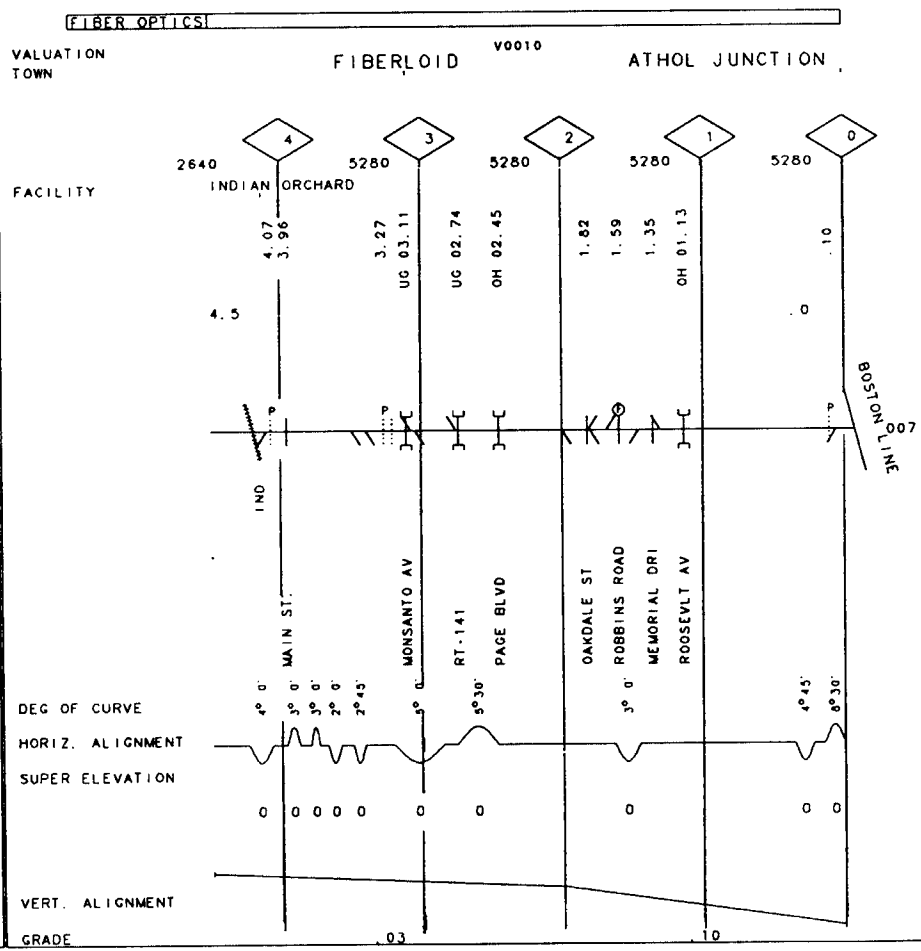 FIBER OPTICS
VALUATION V0010
TOWN FIBERLOID ATHOL JUNCTION
4 3 2 1 0
2640 5280 5280 5280 5280
FACILITY INDIAN ORCHARD
4.07 3.96 3.27 UG 03.11 UG 02.74 OH 02.45 1.82 1.59 1.35 OH 01.13 .10
4.5 .0
P P P P
BOSTON LINE
007
IND
MAIN ST. MONSANTO AV RT-141 PAGE BLVD OAKDALE ST ROBBINS ROAD MEMORIAL DRI ROOSEVLT AV
DEG OF CURVE 4° 0' 3° 0' 3° 0' 2° 0' 2° 45' 5° 0' 5° 30' 3° 0' 4° 45' 8° 30'
HORIZ. ALIGNMENT
SUPER ELEVATION
0 0 0 0 0 0 0 0 0 0
VERT. ALIGNMENT
GRADE .03 .10